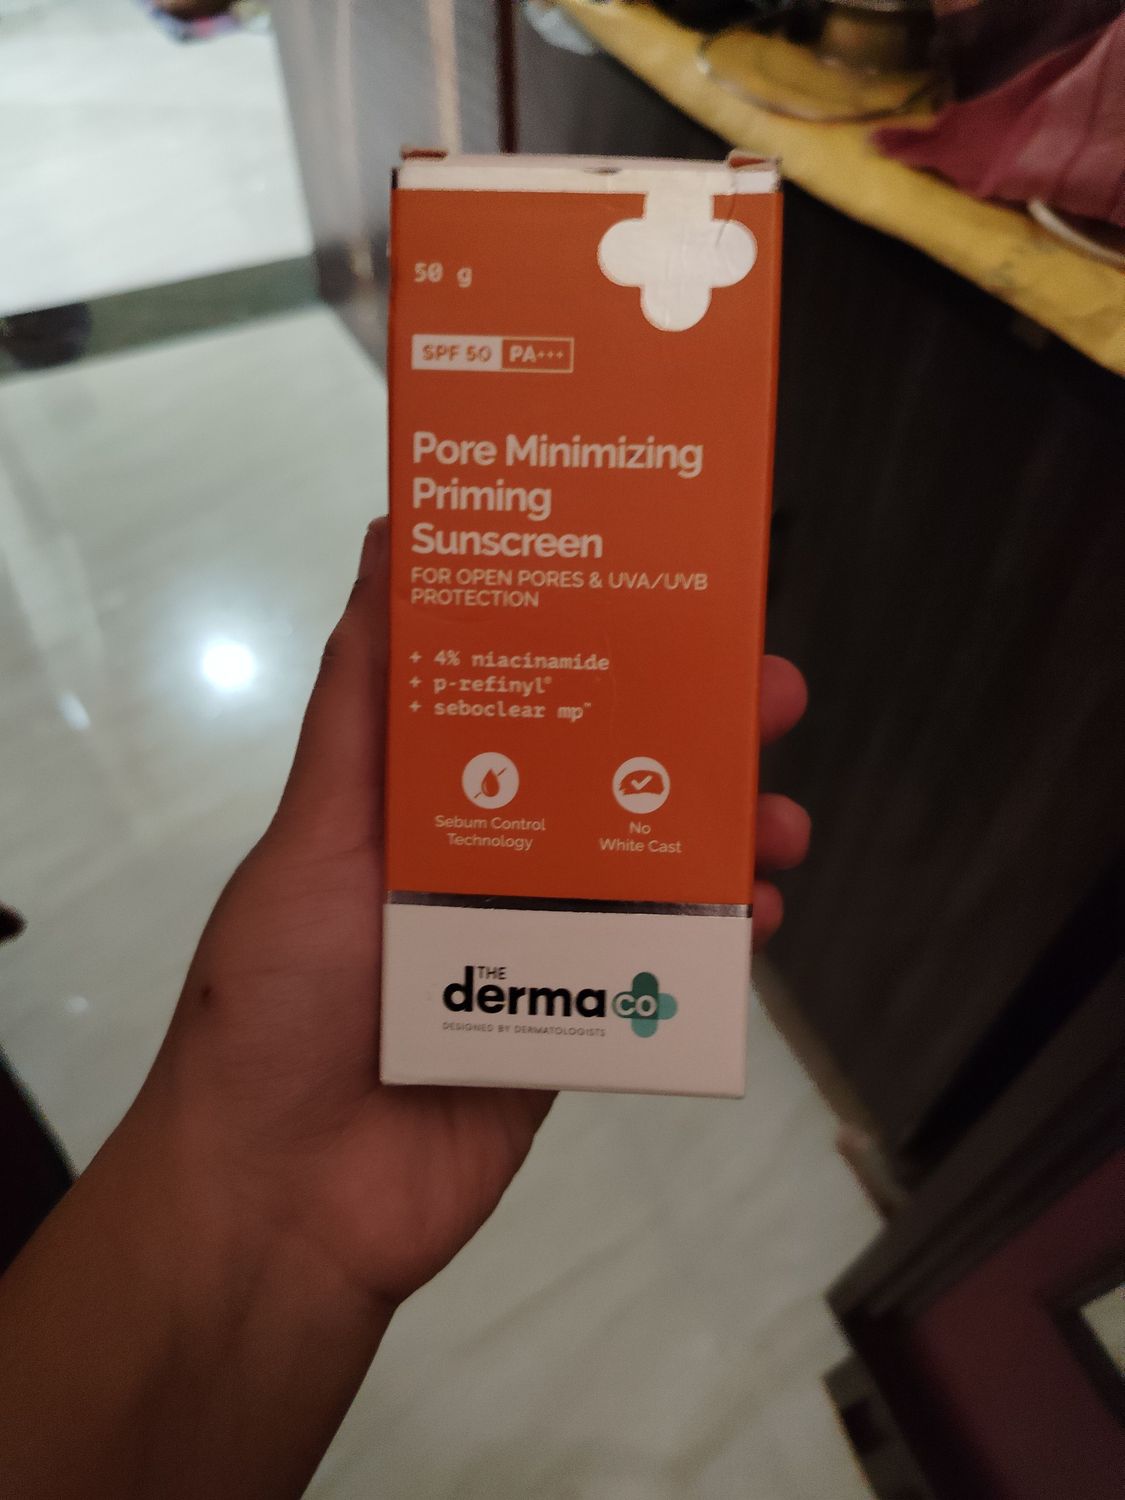 50 g
SPF 50 PA+++
Pore Minimizing
Priming
Sunscreen
FOR OPEN PORES & UVA/UVB
PROTECTION
+ 4% niacinamide
+ p-refinyl®
+ seboclear mp™
Sebum Control
Technology
No
White Cast
THE
derma co
DESIGNED BY DERMATOLOGISTS